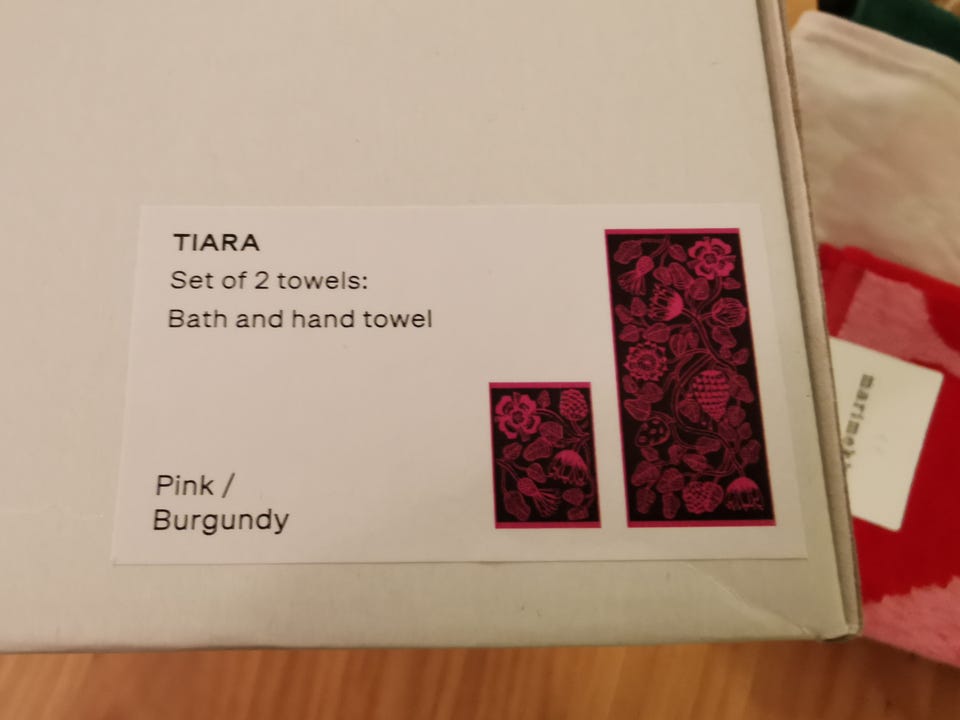 TIARA
Set of 2 towels:
Bath and hand towel
Pink /
Burgundy